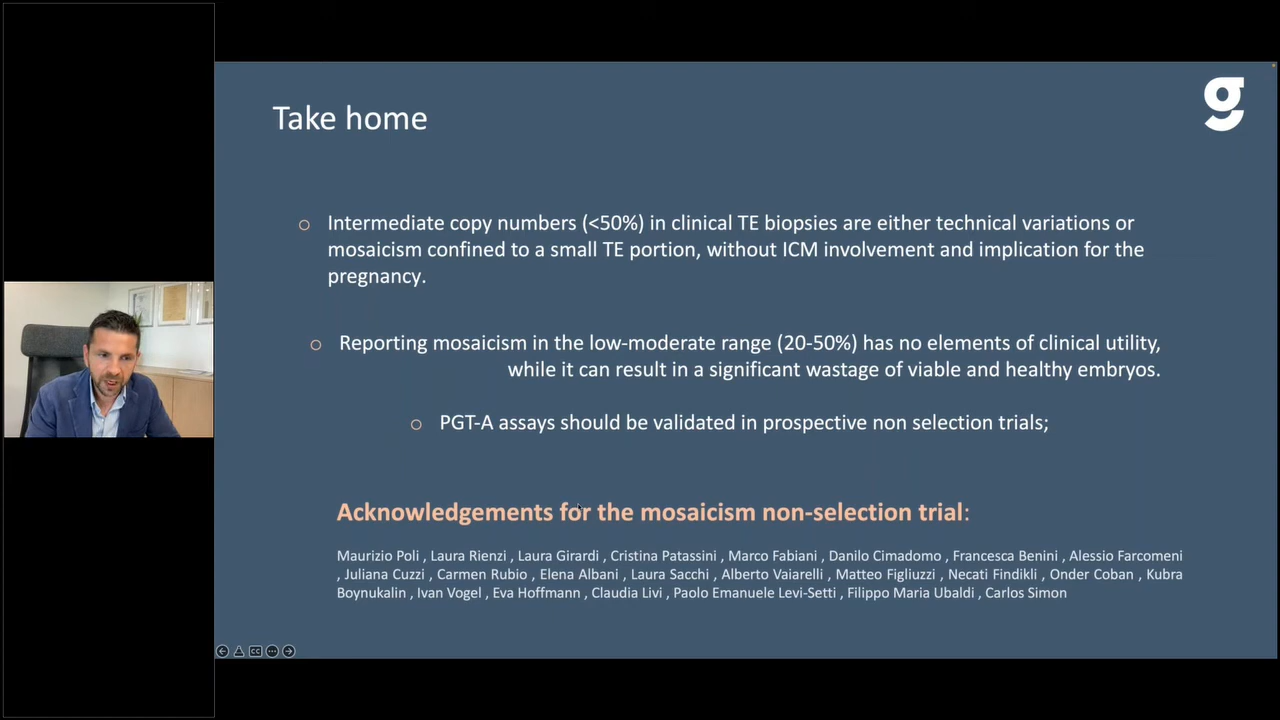 Take home
g
○ Intermediate copy numbers (<50%) in clinical TE biopsies are either technical variations or
mosaicism confined to a small TE portion, without ICM involvement and implication for the
pregnancy.
○ Reporting mosaicism in the low-moderate range (20-50%) has no elements of clinical utility,
while it can result in a significant wastage of viable and healthy embryos.
○ PGT-A assays should be validated in prospective non selection trials;
Acknowledgements for the mosaicism non-selection trial:
Maurizio Poli , Laura Rienzi , Laura Girardi , Cristina Patassini , Marco Fabiani , Danilo Cimadomo , Francesca Benini , Alessio Farcomeni
, Juliana Cuzzi , Carmen Rubio , Elena Albani , Laura Sacchi , Alberto Vaiarelli , Matteo Figliuzzi , Necati Findikli , Onder Coban , Kubra
Boynukalin , Ivan Vogel , Eva Hoffmann , Claudia Livi , Paolo Emanuele Levi-Setti , Filippo Maria Ubaldi , Carlos Simon
CC